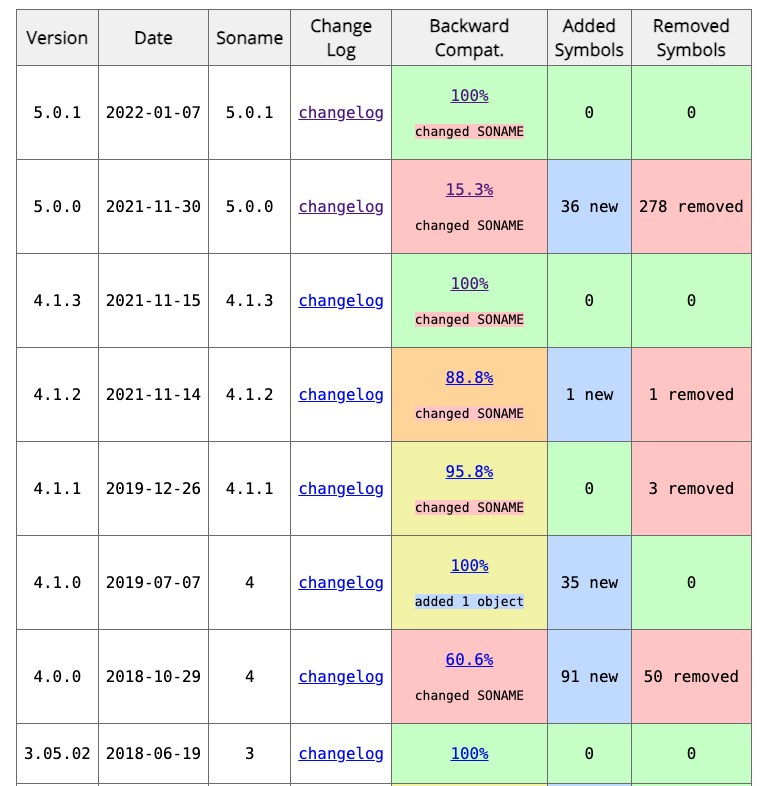 Version Date Soname Change Log Backward Compat. Added Symbols Removed Symbols
5.0.1 2022-01-07 5.0.1 changelog 100% changed SONAME 0 0
5.0.0 2021-11-30 5.0.0 changelog 15.3% changed SONAME 36 new 278 removed
4.1.3 2021-11-15 4.1.3 changelog 100% changed SONAME 0 0
4.1.2 2021-11-14 4.1.2 changelog 88.8% changed SONAME 1 new 1 removed
4.1.1 2019-12-26 4.1.1 changelog 95.8% changed SONAME 0 3 removed
4.1.0 2019-07-07 4 changelog 100% added 1 object 35 new 0
4.0.0 2018-10-29 4 changelog 60.6% changed SONAME 91 new 50 removed
3.05.02 2018-06-19 3 changelog 100% 0 0